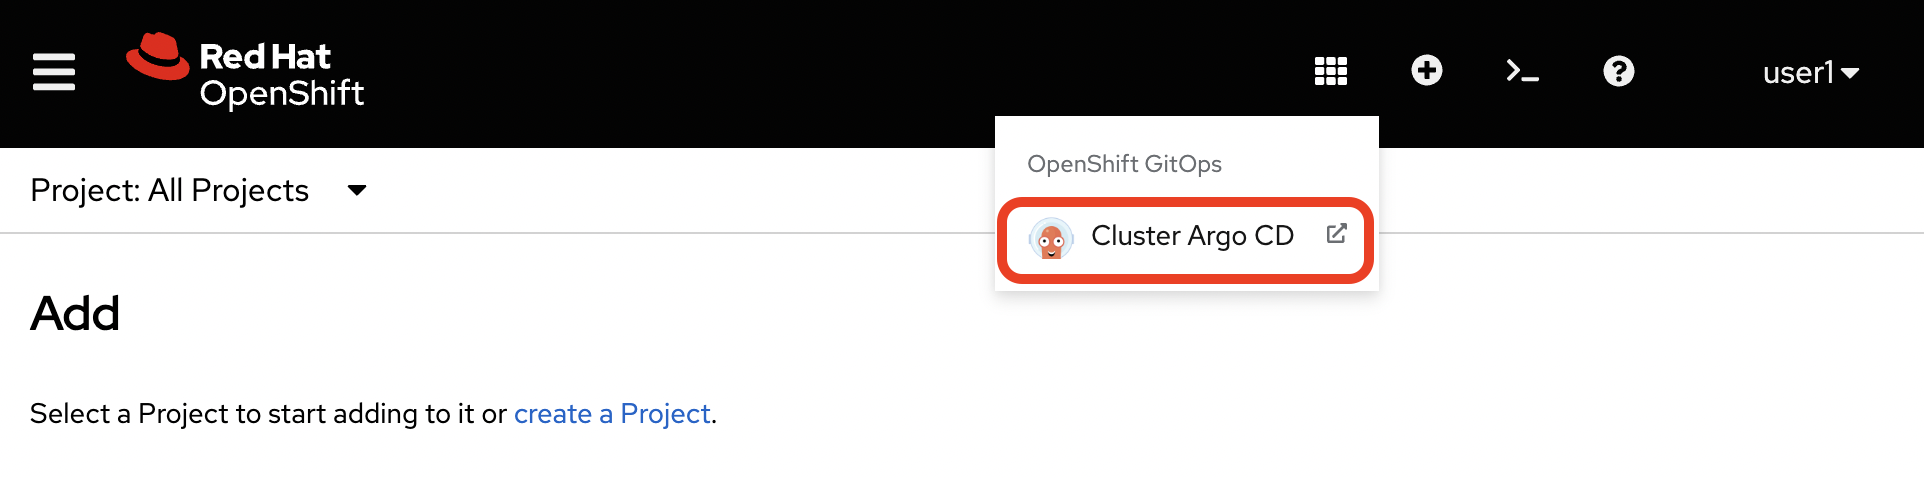 Red Hat
OpenShift
user1
OpenShift GitOps
Project: All Projects
Cluster Argo CD
Add
Select a Project to start adding to it or create a Project.